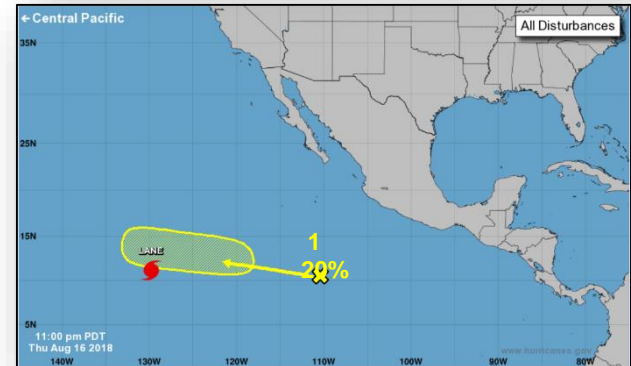 ← Central Pacific
All Disturbances
35N
25N
15N
5N
LANE
1
20%
11:00 pm PDT
Thu Aug 16 2018
www.hurricanes.gov
140W 130W 120W 110W 100W 90W 80W